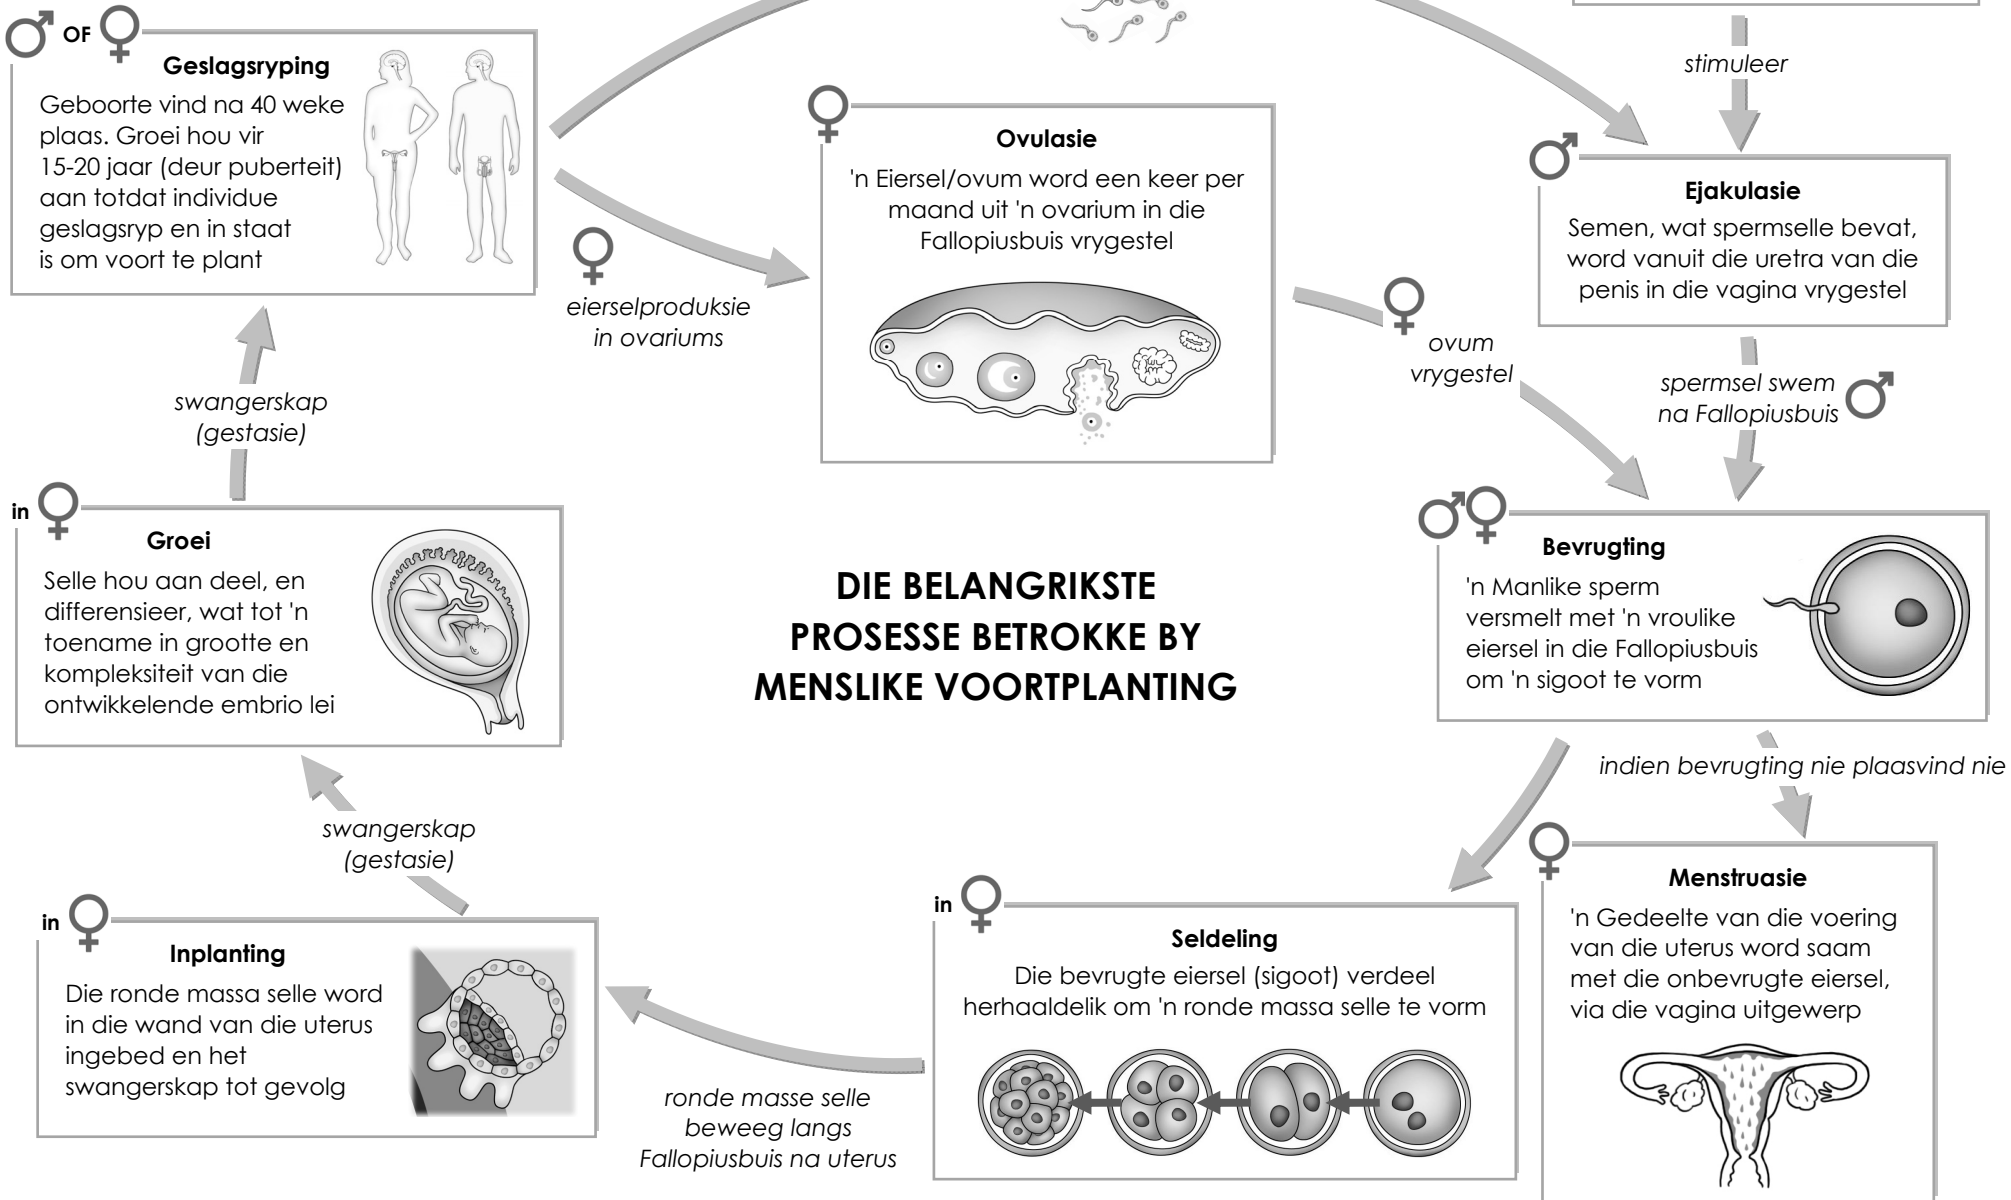 OF
Geslagsryping
Geboorte vind na 40 weke
plaas. Groei hou vir
15-20 jaar (deur puberteit)
aan totdat individue
geslagsryp en in staat
is om voort te plant
stimuleer
Ovulasie
'n Eiersel/ovum word een keer per
maand uit 'n ovarium in die
Fallopiusbuis vrygestel
Ejakulasie
Semen, wat spermselle bevat,
word vanuit die uretra van die
penis in die vagina vrygestel
eierselproduksie
in ovariums
ovum
vrygestel
spermsel swem
na Fallopiusbuis
swangerskap
(gestasie)
in
Groei
Selle hou aan deel, en
differensieer, wat tot 'n
toename in grootte en
kompleksiteit van die
ontwikkelende embrio lei
DIE BELANGRIKSTE
PROSESSE BETROKKE BY
MENSLIKE VOORTPLANTING
Bevrugting
'n Manlike sperm
versmelt met 'n vroulike
eiersel in die Fallopiusbuis
om 'n sigoot te vorm
indien bevrugting nie plaasvind nie
swangerskap
(gestasie)
in
Inplanting
Die ronde massa selle word
in die wand van die uterus
ingebed en het
swangerskap tot gevolg
ronde masse selle
beweeg langs
Fallopiusbuis na uterus
in
Seldeling
Die bevrugte eiersel (sigoot) verdeel
herhaaldelik om 'n ronde massa selle te vorm
Menstruasie
'n Gedeelte van die voering
van die uterus word saam
met die onbevrugte eiersel,
via die vagina uitgewerp